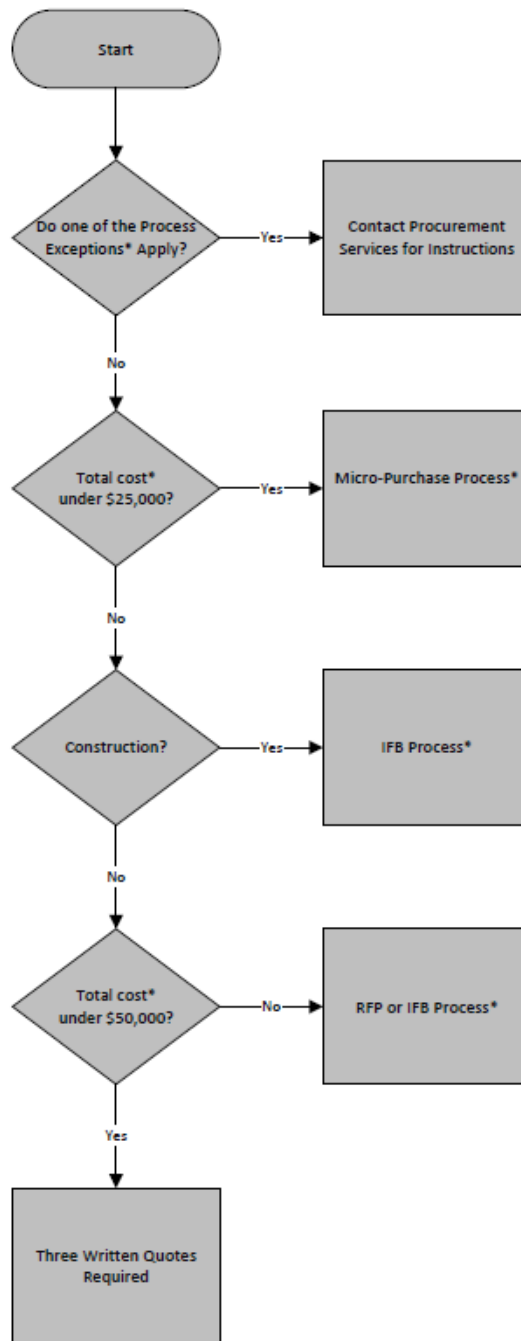 Start
Do one of the Process
Exceptions* Apply?
Yes
Contact Procurement
Services for Instructions
No
Total cost*
under $25,000?
Yes
Micro-Purchase Process*
No
Construction?
Yes
IFB Process*
No
Total cost*
under $50,000?
No
RFP or IFB Process*
Yes
Three Written Quotes
Required